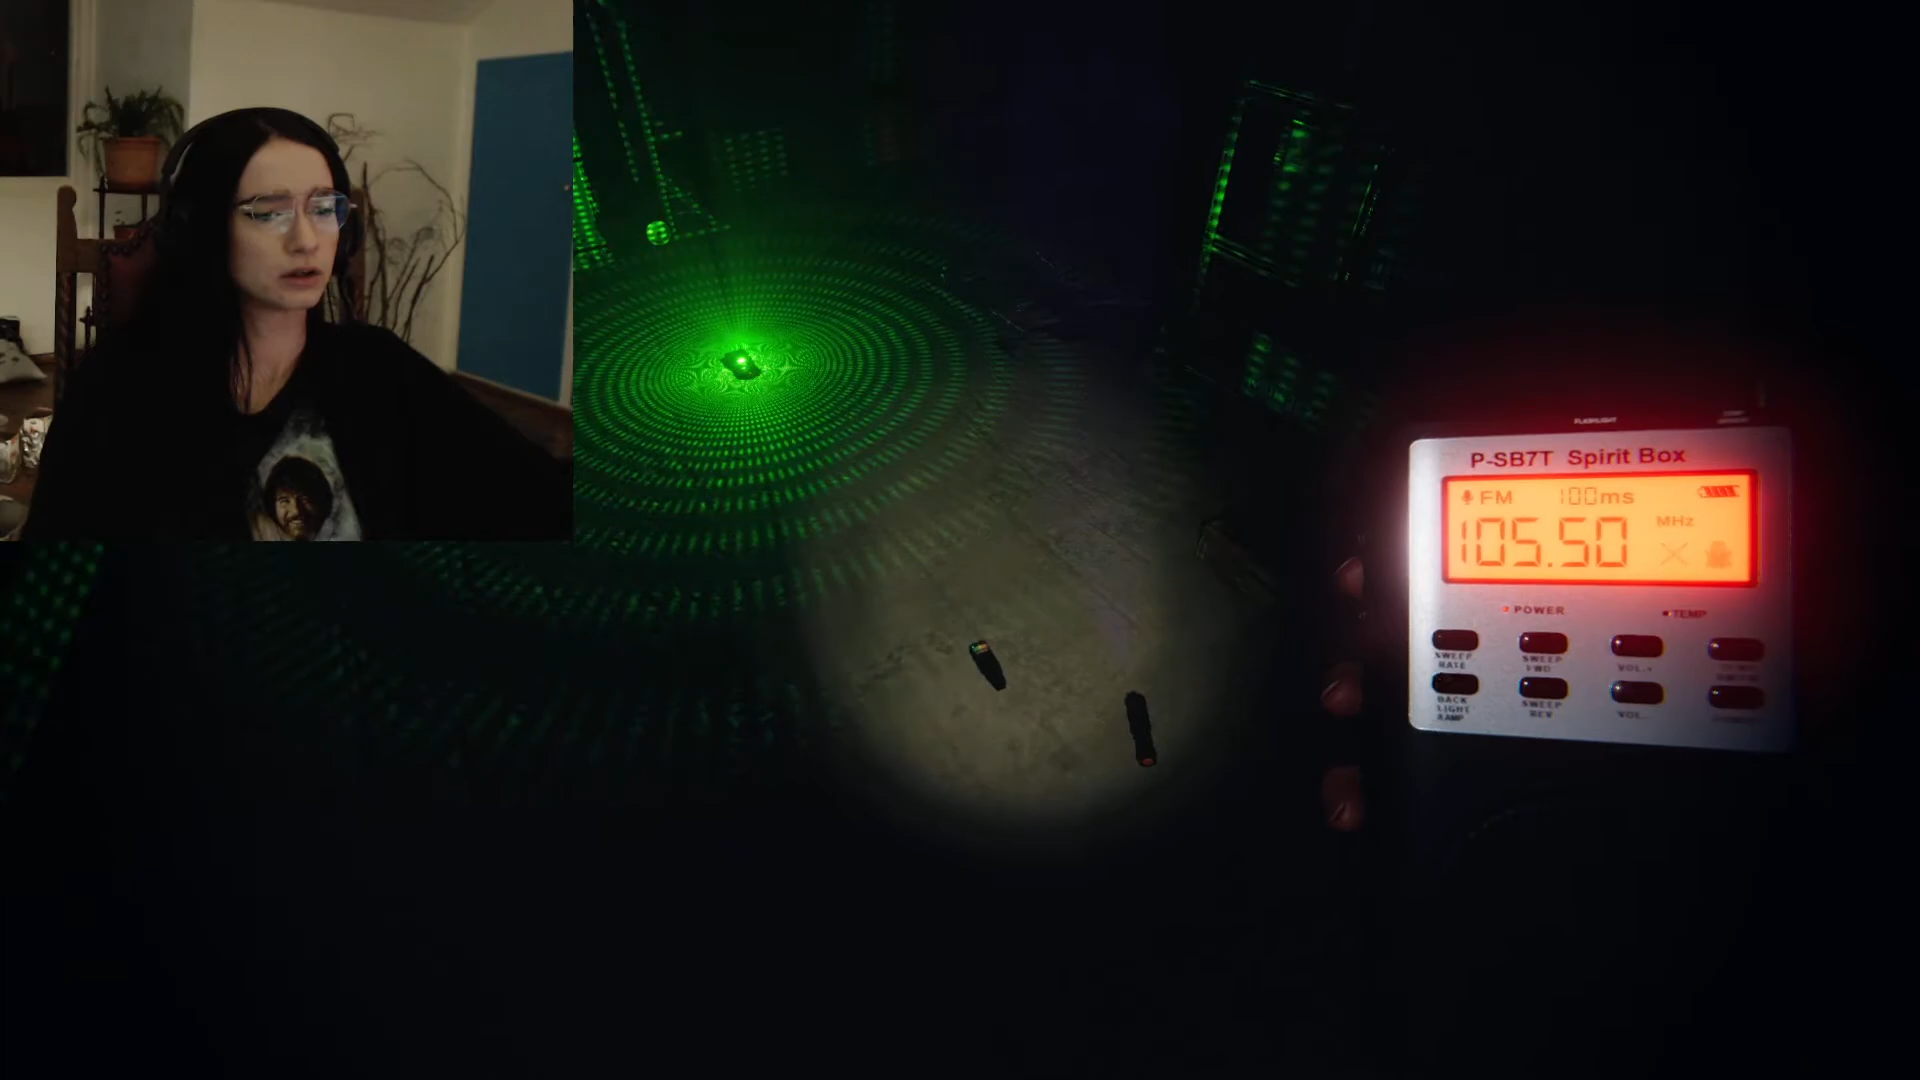 FLASHLIGHT
P-SB7T Spirit Box
FM 100ms
105.50 MHz
POWER
TEMP
SWEEP RATE
SWEEP FWD
VOL.+
BACK LIGHT
SWEEP REV
VOL.-